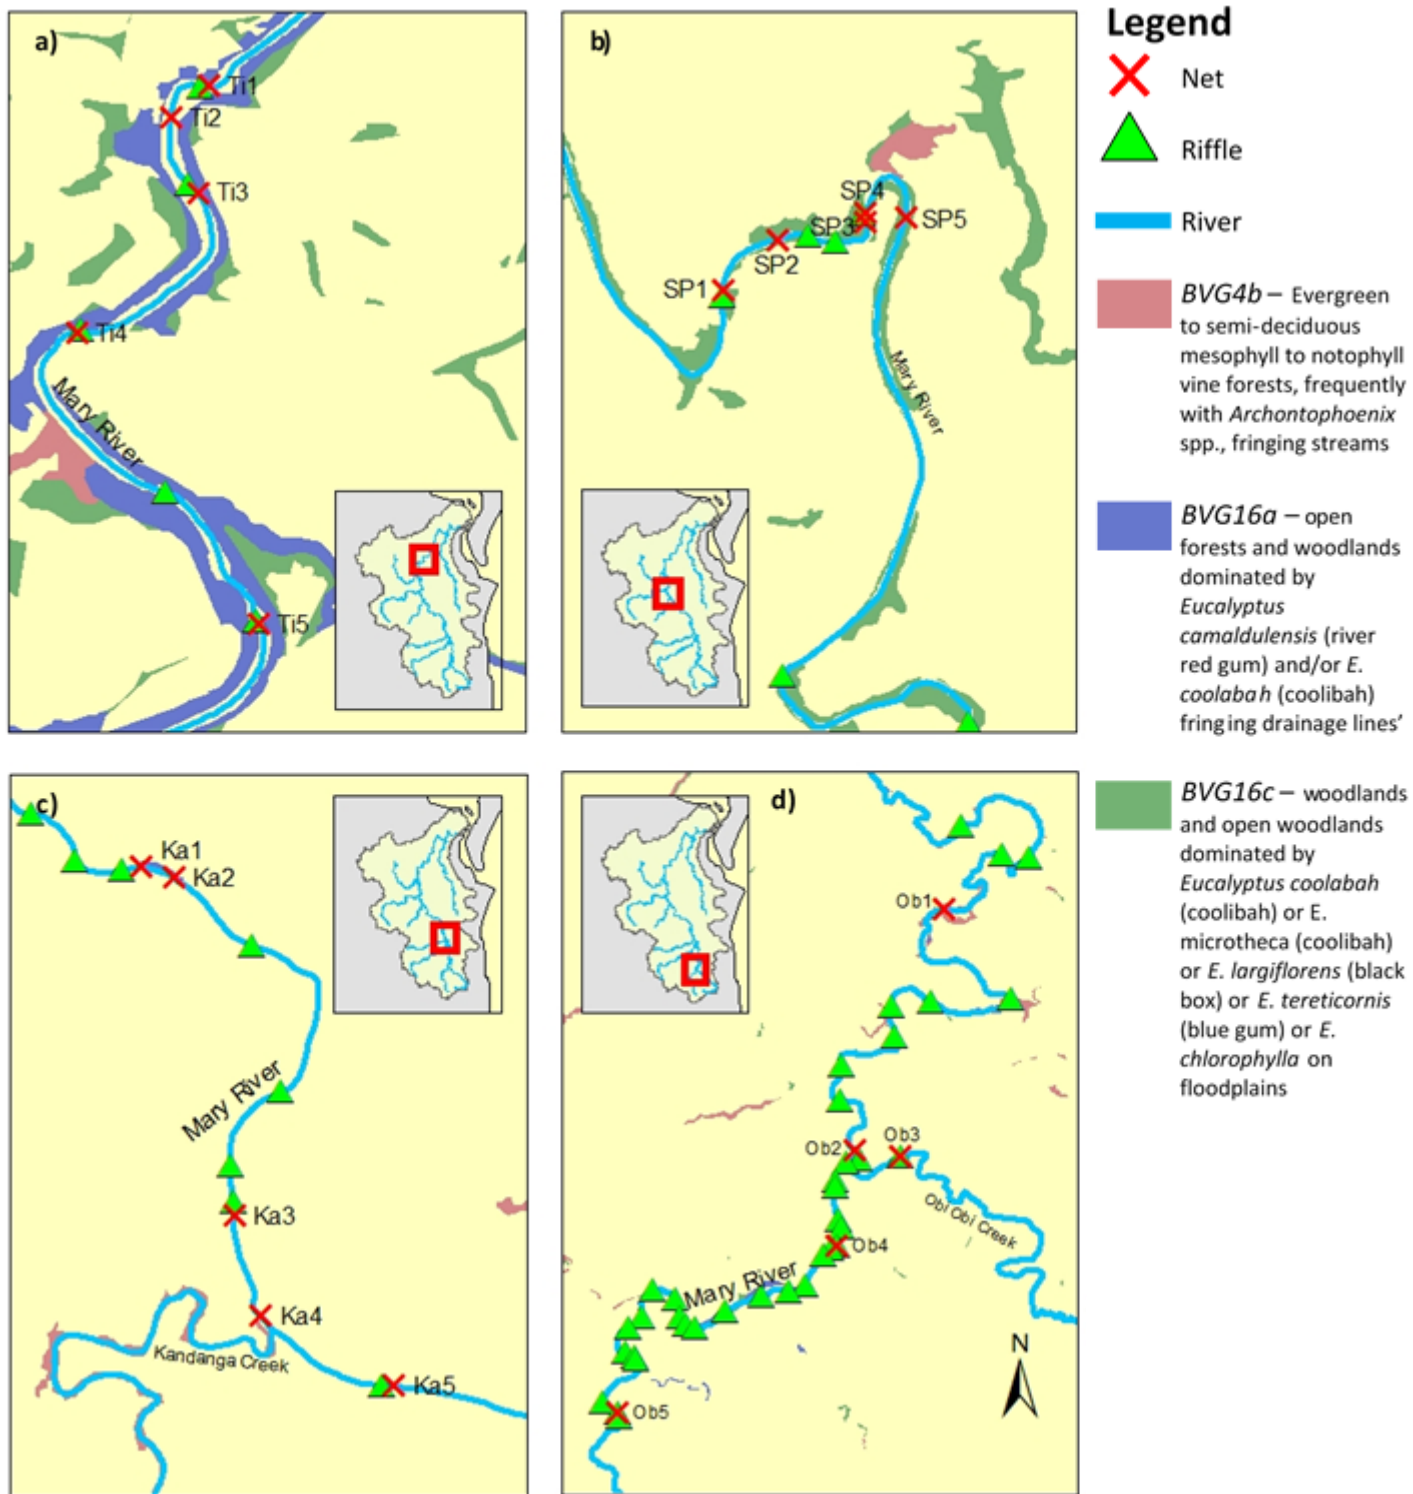 a)
Ti1
Ti2
Ti3
Ti4
Mary River
Ti5
b)
SP4
SP3
SP5
SP2
SP1
Mary River
c)
Ka1
Ka2
Mary River
Ka3
Ka4
Kandanga Creek
Ka5
d)
Ob1
Ob2
Ob3
Obi Obi Creek
Ob4
Mary River
Ob5
N
Legend
Net
Riffle
River
BVG4b – Evergreen
to semi-deciduous
mesophyll to notophyll
vine forests, frequently
with Archontophoenix
spp., fringing streams
BVG16a – open
forests and woodlands
dominated by
Eucalyptus
camaldulensis (river
red gum) and/or E.
coolabah (coolibah)
fringing drainage lines’
BVG16c – woodlands
and open woodlands
dominated by
Eucalyptus coolabah
(coolibah) or E.
microtheca (coolibah)
or E. largiflorens (black
box) or E. tereticornis
(blue gum) or E.
chlorophylla on
floodplains